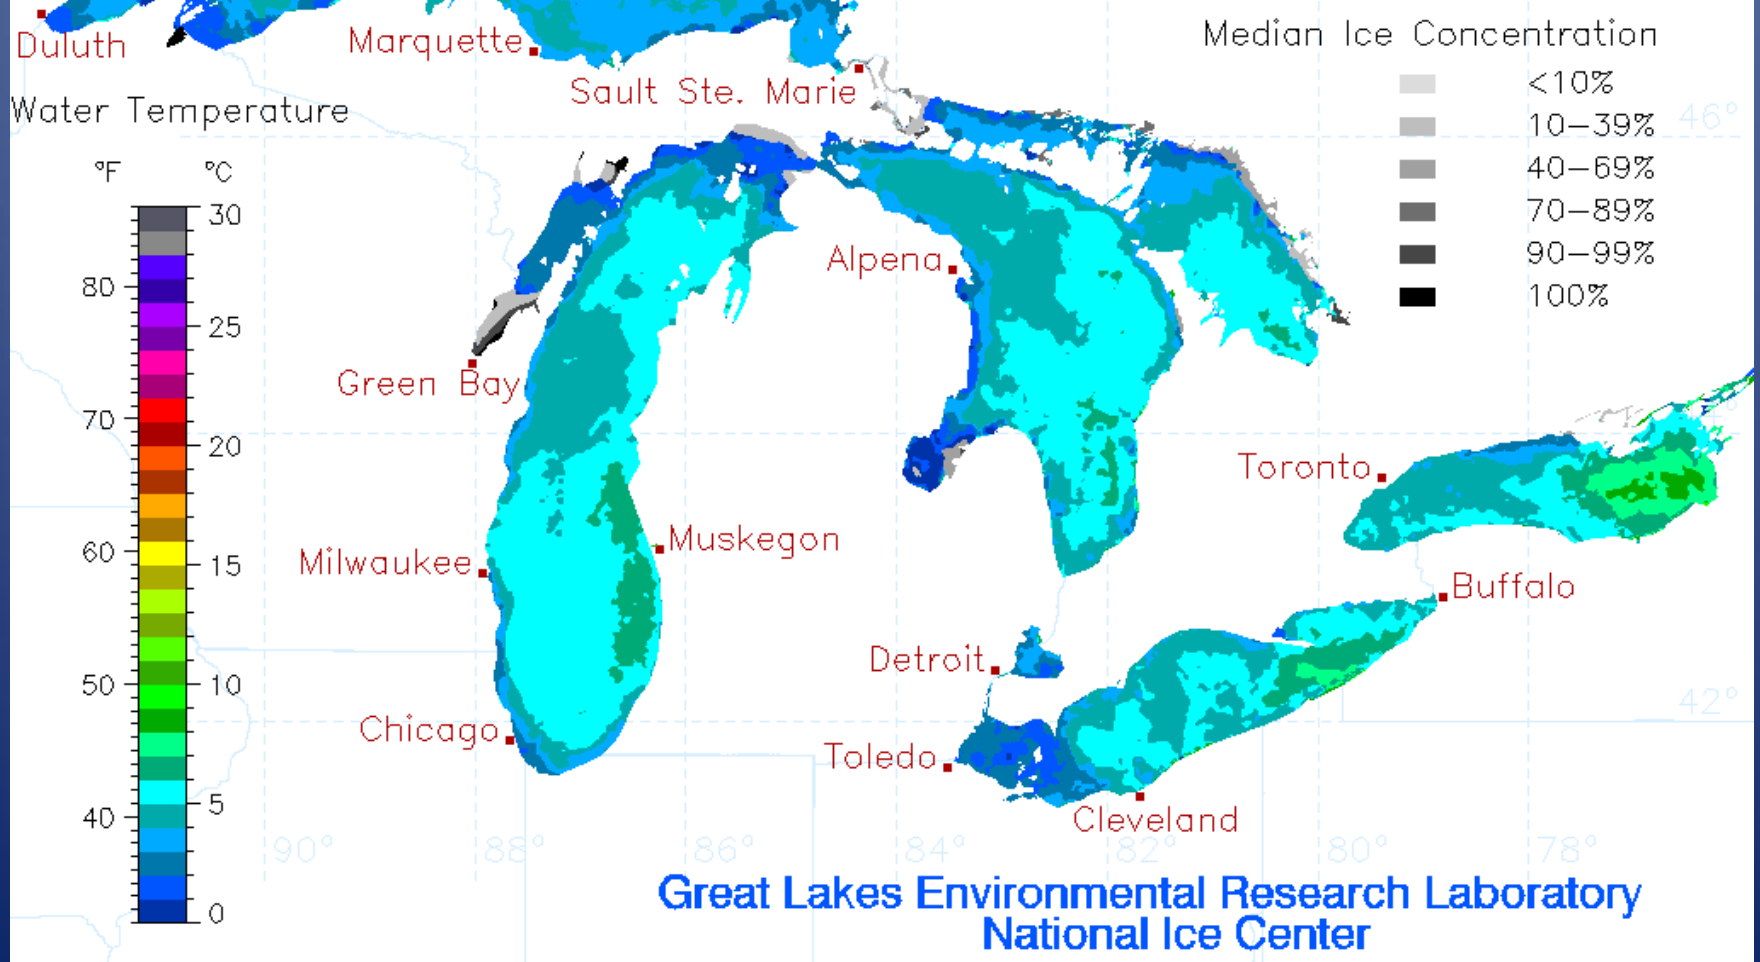 Duluth
Marquette
Sault Ste. Marie
Median Ice Concentration
<10%
10–39%
40–69%
70–89%
90–99%
100%
Water Temperature
°F
°C
30
80
25
70
20
60
15
50
10
40
5
0
46°
42°
90°
88°
86°
84°
82°
80°
78°
Alpena
Green Bay
Toronto
Muskegon
Milwaukee
Buffalo
Detroit
Chicago
Toledo
Cleveland
Great Lakes Environmental Research Laboratory
National Ice Center